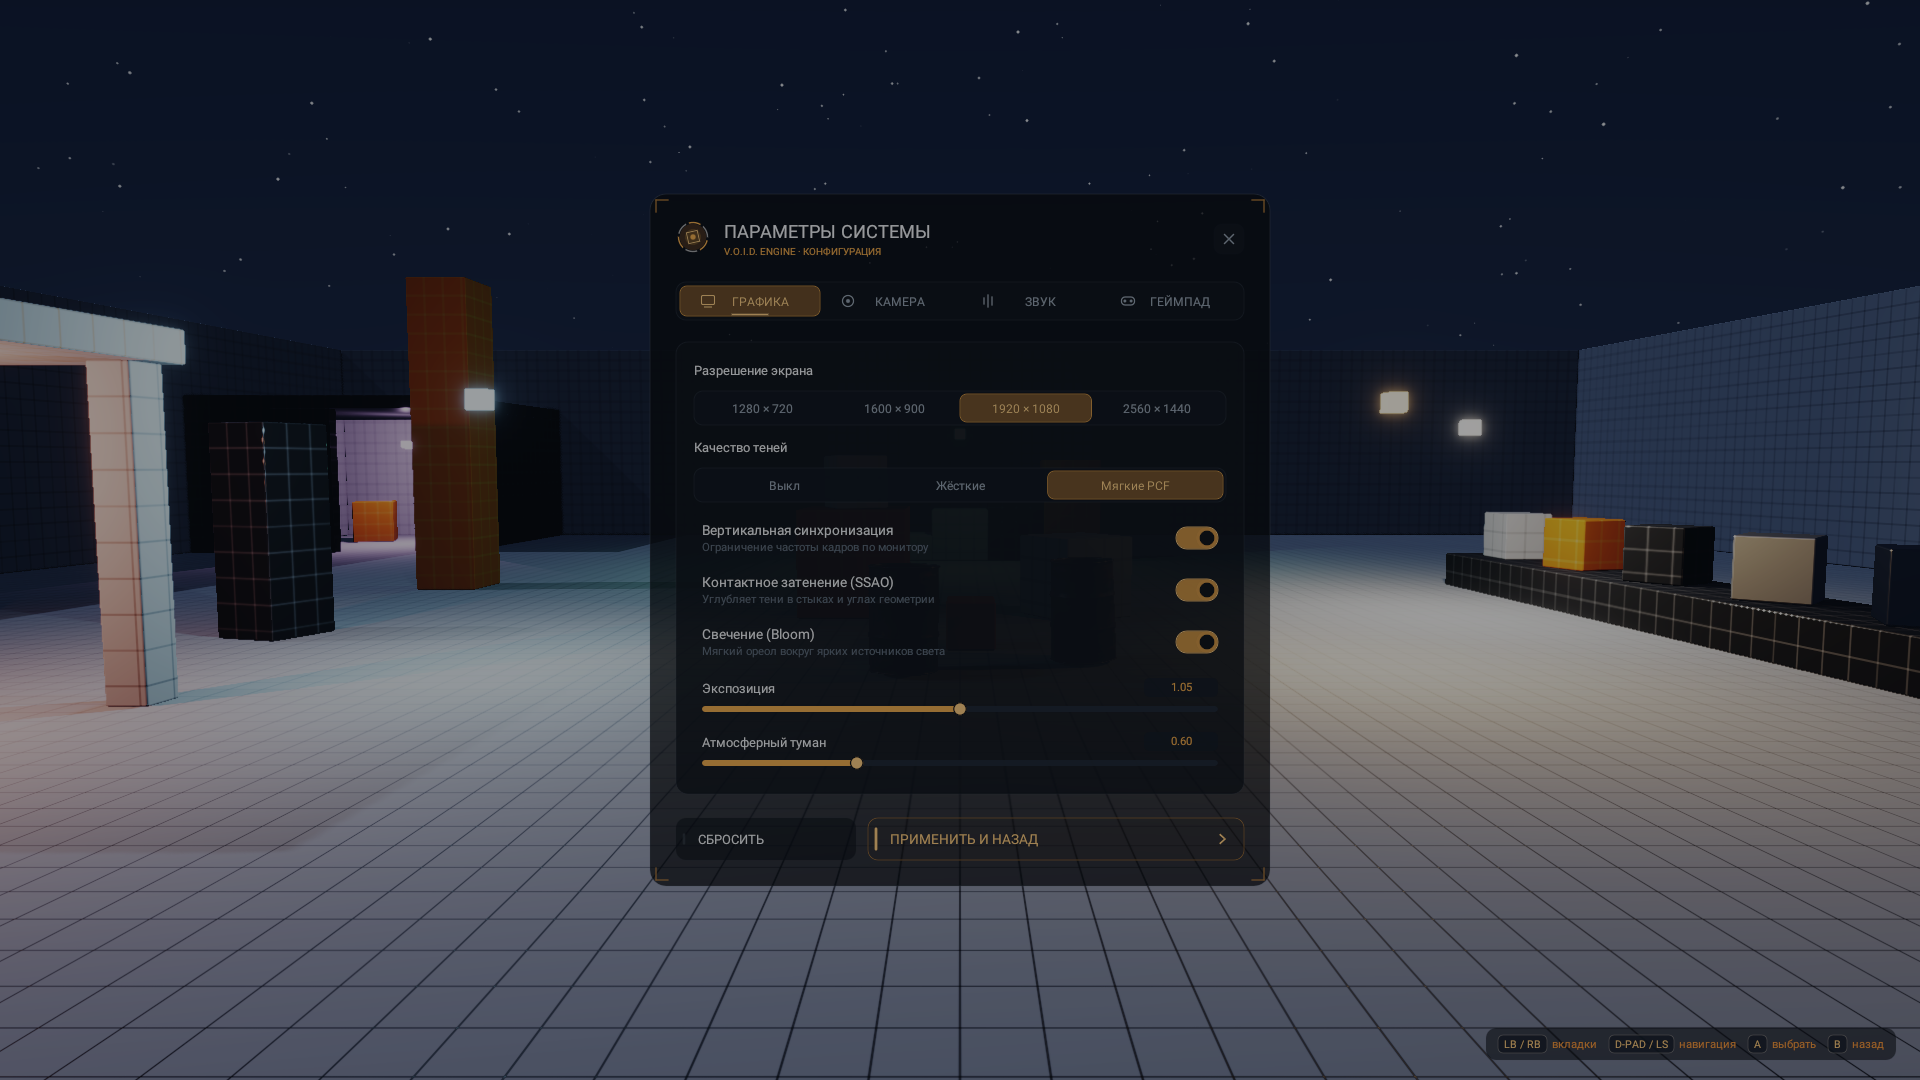 ПАРАМЕТРЫ СИСТЕМЫ
V.O.I.D. ENGINE · КОНФИГУРАЦИЯ
ГРАФИКА КАМЕРА ЗВУК ГЕЙМПАД
Разрешение экрана
1280 × 720 1600 × 900 1920 × 1080 2560 × 1440
Качество теней
Выкл Жёсткие Мягкие PCF
Вертикальная синхронизация
Ограничение частоты кадров по монитору
Контактное затенение (SSAO)
Углубляет тени в стыках и углах геометрии
Свечение (Bloom)
Мягкий ореол вокруг ярких источников света
Экспозиция 1.05
Атмосферный туман 0.60
СБРОСИТЬ ПРИМЕНИТЬ И НАЗАД
LB / RB вкладки D-PAD / LS навигация A выбрать B назад